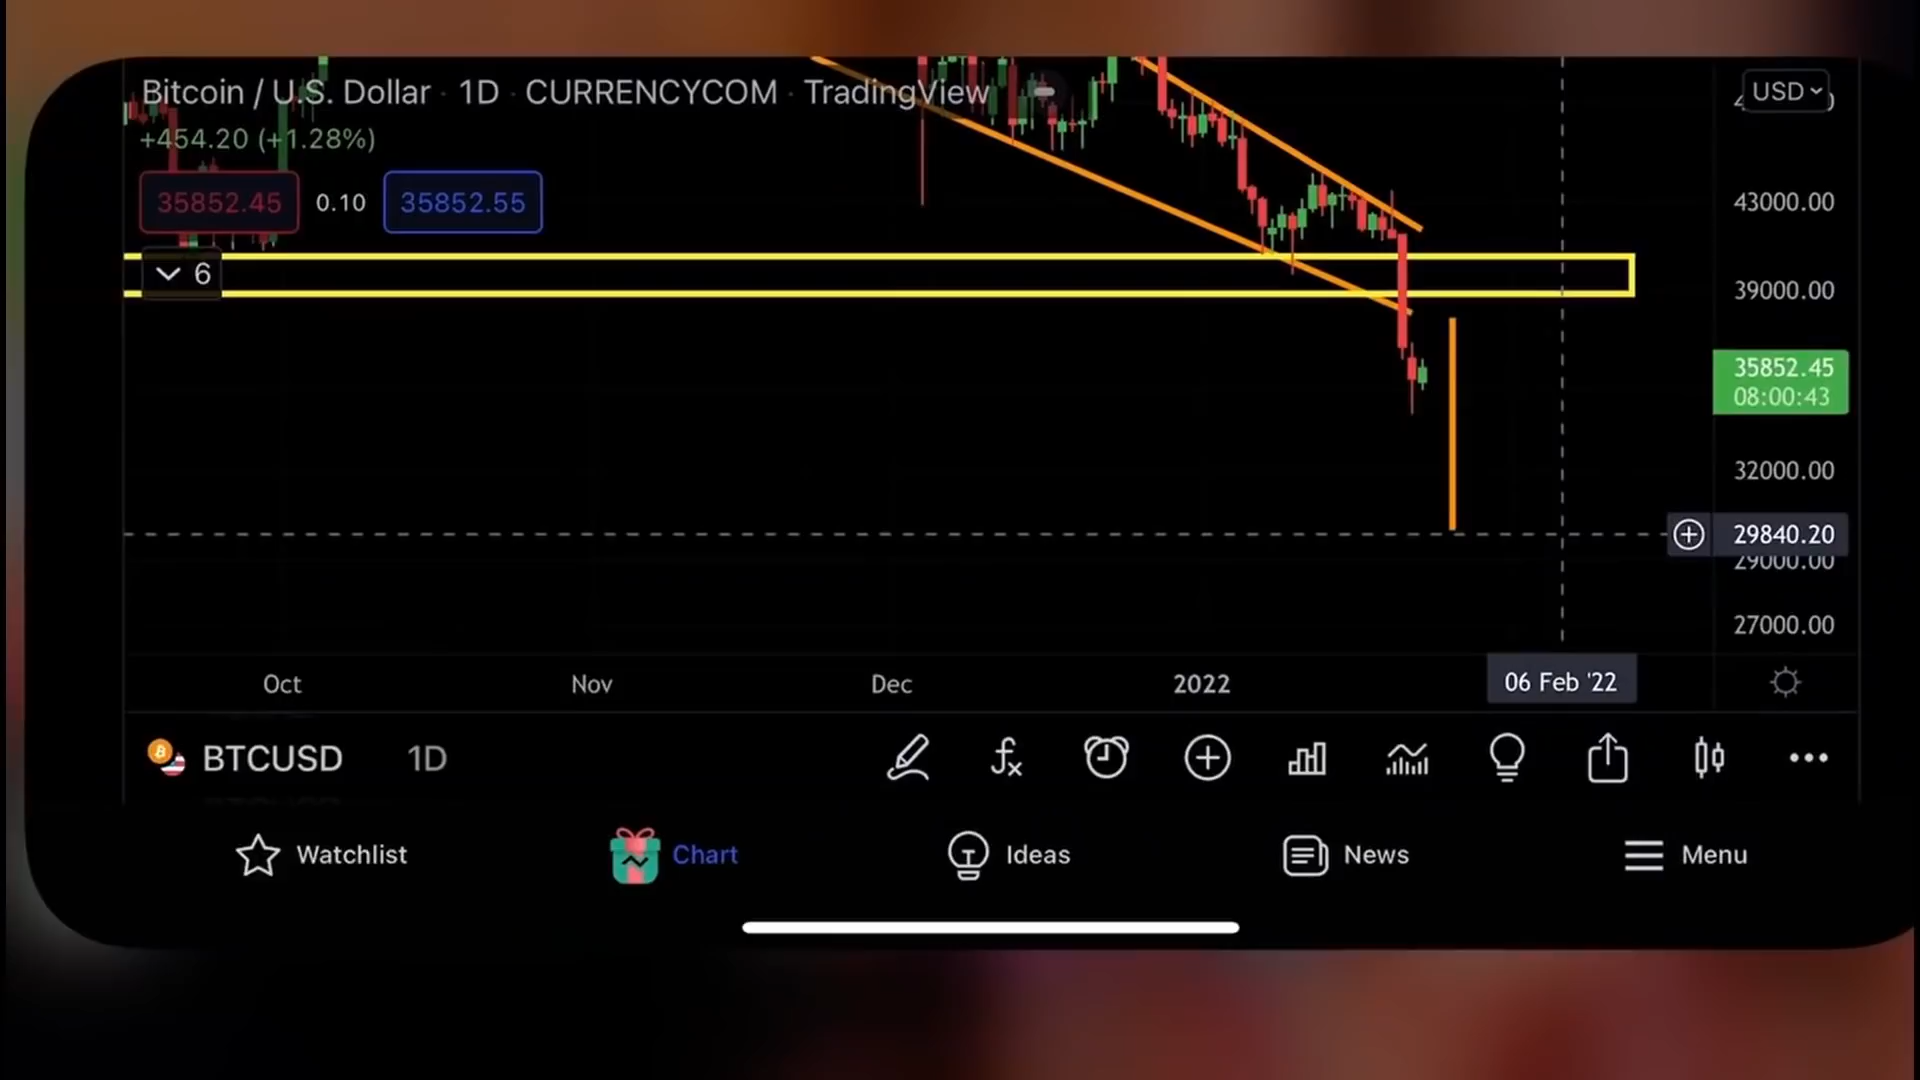 Bitcoin / U.S. Dollar · 1D · CURRENCYCOM · TradingView
USD
+454.20 (+1.28%)
35852.45 0.10 35852.55
43000.00
6
39000.00
35852.45
08:00:43
32000.00
29840.20
29000.00
27000.00
Oct Nov Dec 2022 06 Feb '22
BTCUSD 1D
Watchlist Chart Ideas News Menu